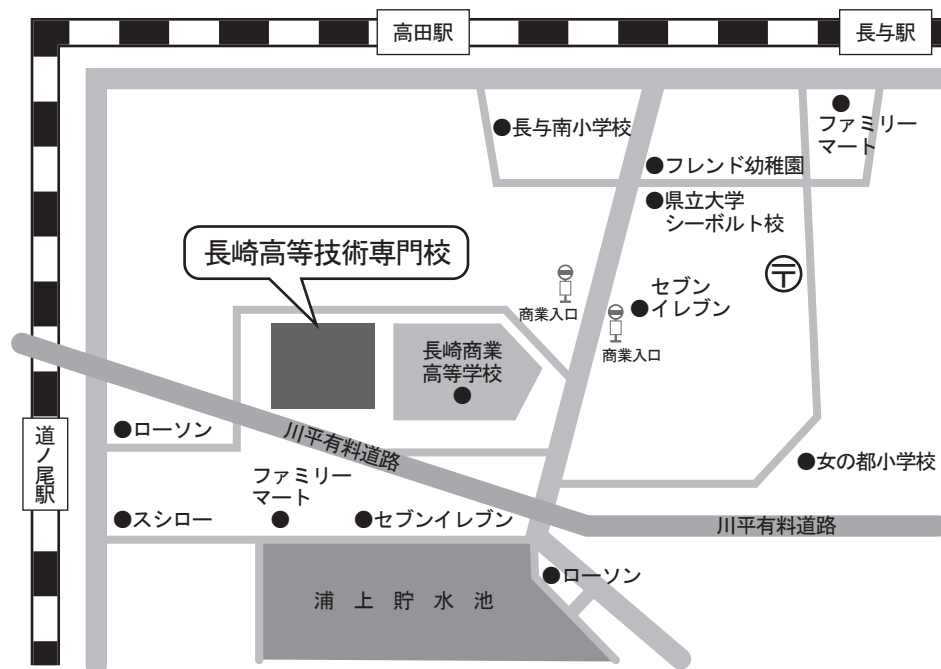 高田駅
長与駅
ファミリー
マート
長与南小学校
フレンド幼稚園
県立大学
シーボルト校
長崎高等技術専門校
〒
セブン
イレブン
商業入口
商業入口
長崎商業
高等学校
道ノ尾駅
ローソン
川平有料道路
女の都小学校
ファミリー
マート
スシロー
セブンイレブン
川平有料道路
ローソン
浦上貯水池